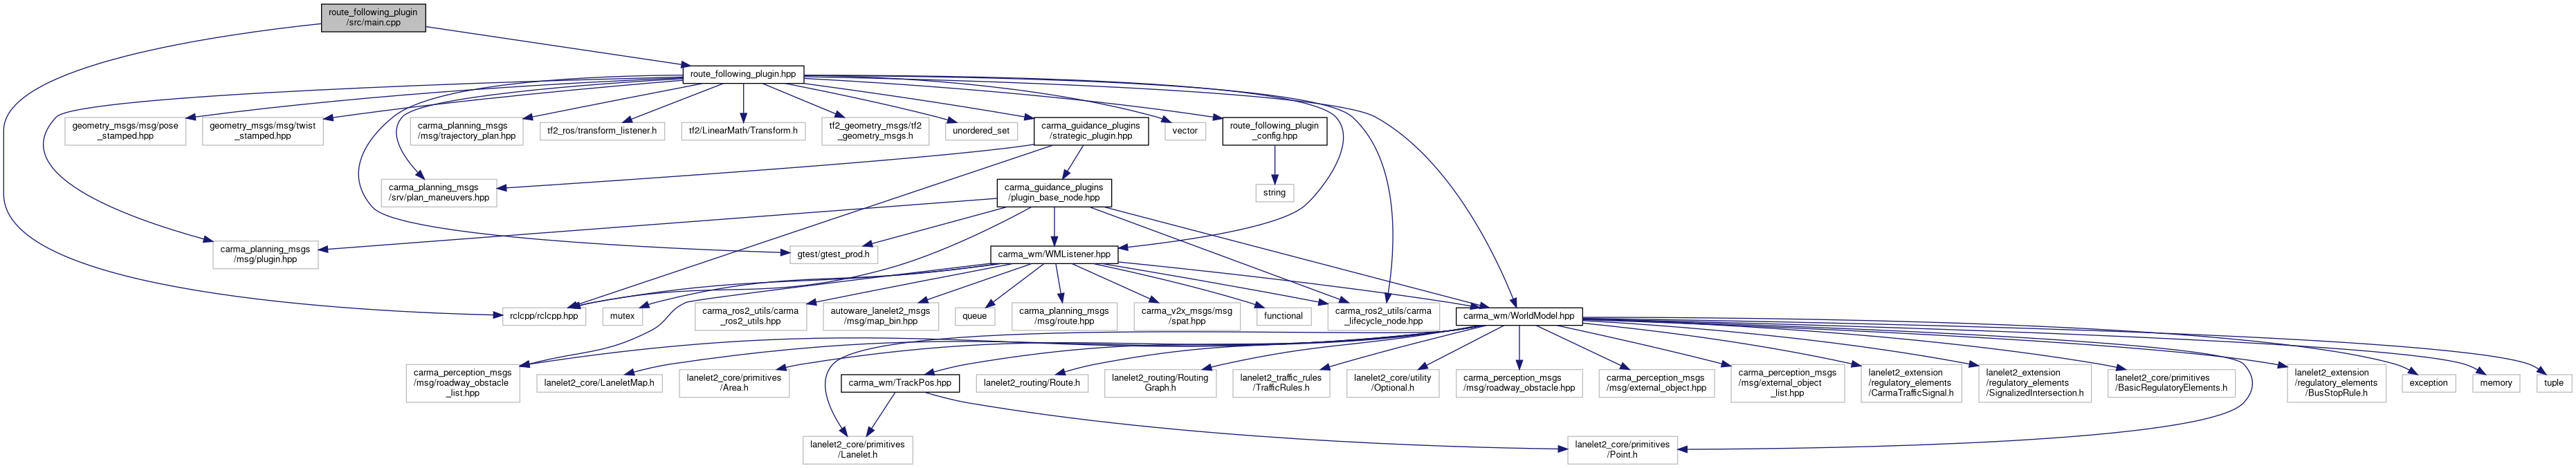 route_following_plugin
/src/main.cpp
route_following_plugin.hpp
geometry_msgs/msg/pose
_stamped.hpp
geometry_msgs/msg/twist
_stamped.hpp
carma_planning_msgs
/msg/trajectory_plan.hpp
tf2_ros/transform_listener.h
tf2/LinearMath/Transform.h
tf2_geometry_msgs/tf2
_geometry_msgs.h
unordered_set
carma_guidance_plugins
/strategic_plugin.hpp
vector
route_following_plugin
_config.hpp
carma_planning_msgs
/srv/plan_maneuvers.hpp
carma_guidance_plugins
/plugin_base_node.hpp
string
carma_planning_msgs
/msg/plugin.hpp
gtest/gtest_prod.h
carma_wm/WMListener.hpp
rclcpp/rclcpp.hpp
mutex
carma_ros2_utils/carma
_ros2_utils.hpp
autoware_lanelet2_msgs
/msg/map_bin.hpp
queue
carma_planning_msgs
/msg/route.hpp
carma_v2x_msgs/msg
/spat.hpp
functional
carma_ros2_utils/carma
_lifecycle_node.hpp
carma_wm/WorldModel.hpp
carma_perception_msgs
/msg/roadway_obstacle
_list.hpp
lanelet2_core/LaneletMap.h
lanelet2_core/primitives
/Area.h
carma_wm/TrackPos.hpp
lanelet2_routing/Route.h
lanelet2_routing/Routing
Graph.h
lanelet2_traffic_rules
/TrafficRules.h
lanelet2_core/utility
/Optional.h
carma_perception_msgs
/msg/roadway_obstacle.hpp
carma_perception_msgs
/msg/external_object.hpp
carma_perception_msgs
/msg/external_object
_list.hpp
lanelet2_extension
/regulatory_elements
/CarmaTrafficSignal.h
lanelet2_extension
/regulatory_elements
/SignalizedIntersection.h
lanelet2_core/primitives
/BasicRegulatoryElements.h
lanelet2_extension
/regulatory_elements
/BusStopRule.h
exception
memory
tuple
lanelet2_core/primitives
/Lanelet.h
lanelet2_core/primitives
/Point.h